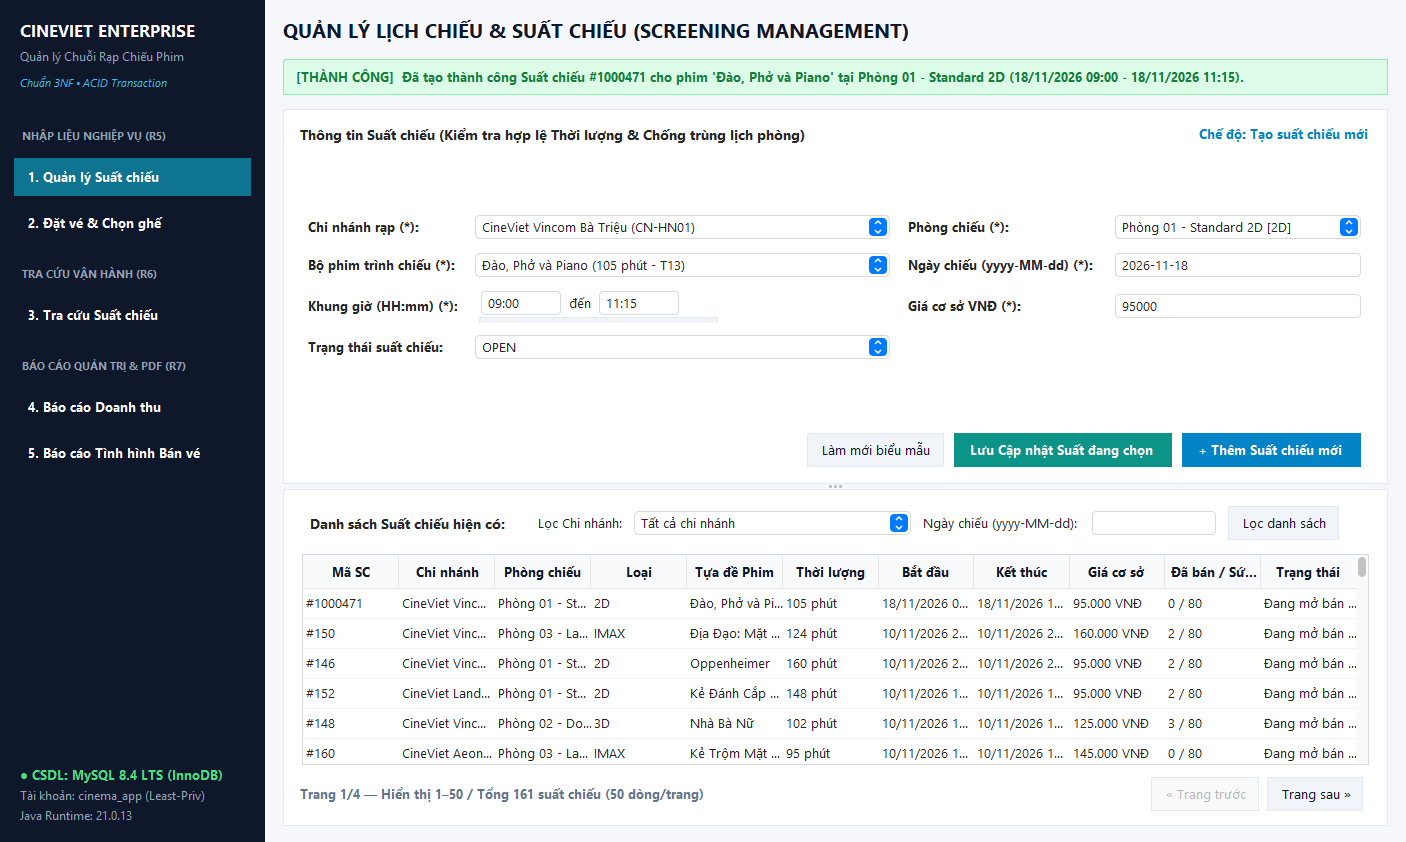 CINEVIET ENTERPRISE
Quản lý Chuỗi Rạp Chiếu Phim
Chuẩn 3NF • ACID Transaction
NHẬP LIỆU NGHIỆP VỤ (R5)
1. Quản lý Suất chiếu
2. Đặt vé & Chọn ghế
TRA CỨU VẬN HÀNH (R6)
3. Tra cứu Suất chiếu
BÁO CÁO QUẢN TRỊ & PDF (R7)
4. Báo cáo Doanh thu
5. Báo cáo Tình hình Bán vé
● CSDL: MySQL 8.4 LTS (InnoDB)
Tài khoản: cinema_app (Least-Priv)
Java Runtime: 21.0.13
QUẢN LÝ LỊCH CHIẾU & SUẤT CHIẾU (SCREENING MANAGEMENT)
[THÀNH CÔNG] Đã tạo thành công Suất chiếu #1000471 cho phim 'Đào, Phở và Piano' tại Phòng 01 - Standard 2D (18/11/2026 09:00 - 18/11/2026 11:15).
Thông tin Suất chiếu (Kiểm tra hợp lệ Thời lượng & Chống trùng lịch phòng) Chế độ: Tạo suất chiếu mới
Chi nhánh rạp (*): CineViet Vincom Bà Triệu (CN-HN01) Phòng chiếu (*): Phòng 01 - Standard 2D [2D]
Bộ phim trình chiếu (*): Đào, Phở và Piano (105 phút - T13) Ngày chiếu (yyyy-MM-dd) (*): 2026-11-18
Khung giờ (HH:mm) (*): 09:00 đến 11:15 Giá cơ sở VNĐ (*): 95000
Trạng thái suất chiếu: OPEN
Làm mới biểu mẫu Lưu Cập nhật Suất đang chọn + Thêm Suất chiếu mới
Danh sách Suất chiếu hiện có: Lọc Chi nhánh: Tất cả chi nhánh Ngày chiếu (yyyy-MM-dd): Lọc danh sách
Mã SC Chi nhánh Phòng chiếu Loại Tựa đề Phim Thời lượng Bắt đầu Kết thúc Giá cơ sở Đã bán / Sứ... Trạng thái
#1000471 CineViet Vinc... Phòng 01 - St... 2D Đào, Phở và Pi... 105 phút 18/11/2026 0... 18/11/2026 1... 95.000 VNĐ 0 / 80 Đang mở bán ...
#150 CineViet Vinc... Phòng 03 - La... IMAX Địa Đạo: Mặt ... 124 phút 10/11/2026 2... 10/11/2026 2... 160.000 VNĐ 2 / 80 Đang mở bán ...
#146 CineViet Vinc... Phòng 01 - St... 2D Oppenheimer 160 phút 10/11/2026 2... 10/11/2026 2... 95.000 VNĐ 2 / 80 Đang mở bán ...
#152 CineViet Land... Phòng 01 - St... 2D Kẻ Đánh Cắp ... 148 phút 10/11/2026 1... 10/11/2026 1... 95.000 VNĐ 2 / 80 Đang mở bán ...
#148 CineViet Vinc... Phòng 02 - Do... 3D Nhà Bà Nữ 102 phút 10/11/2026 1... 10/11/2026 1... 125.000 VNĐ 3 / 80 Đang mở bán ...
#160 CineViet Aeon... Phòng 03 - La... IMAX Kẻ Trộm Mặt ... 95 phút 10/11/2026 1... 10/11/2026 1... 145.000 VNĐ 0 / 80 Đang mở bán ...
Trang 1/4 — Hiển thị 1–50 / Tổng 161 suất chiếu (50 dòng/trang) « Trang trước Trang sau »